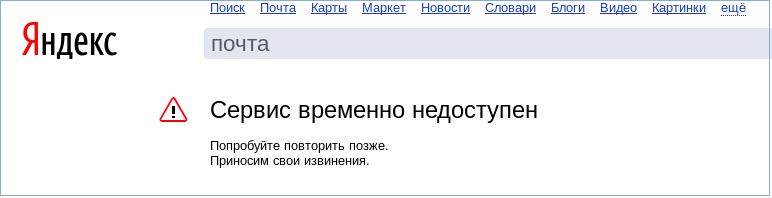 Поиск Почта Карты Маркет Новости Словари Блоги Видео Картинки ещё
Яндекс
почта
Сервис временно недоступен
Попробуйте повторить позже.
Приносим свои извинения.